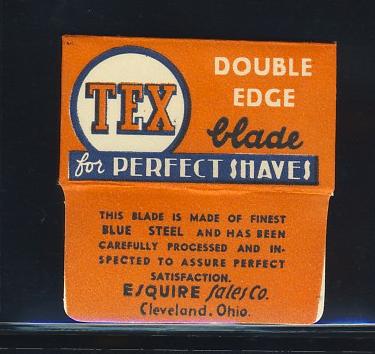 TEX
DOUBLE
EDGE
blade
for PERFECT SHAVES
THIS BLADE IS MADE OF FINEST
BLUE STEEL AND HAS BEEN
CAREFULLY PROCESSED AND IN-
SPECTED TO ASSURE PERFECT
SATISFACTION.
ESQUIRE Sales Co.
Cleveland, Ohio.